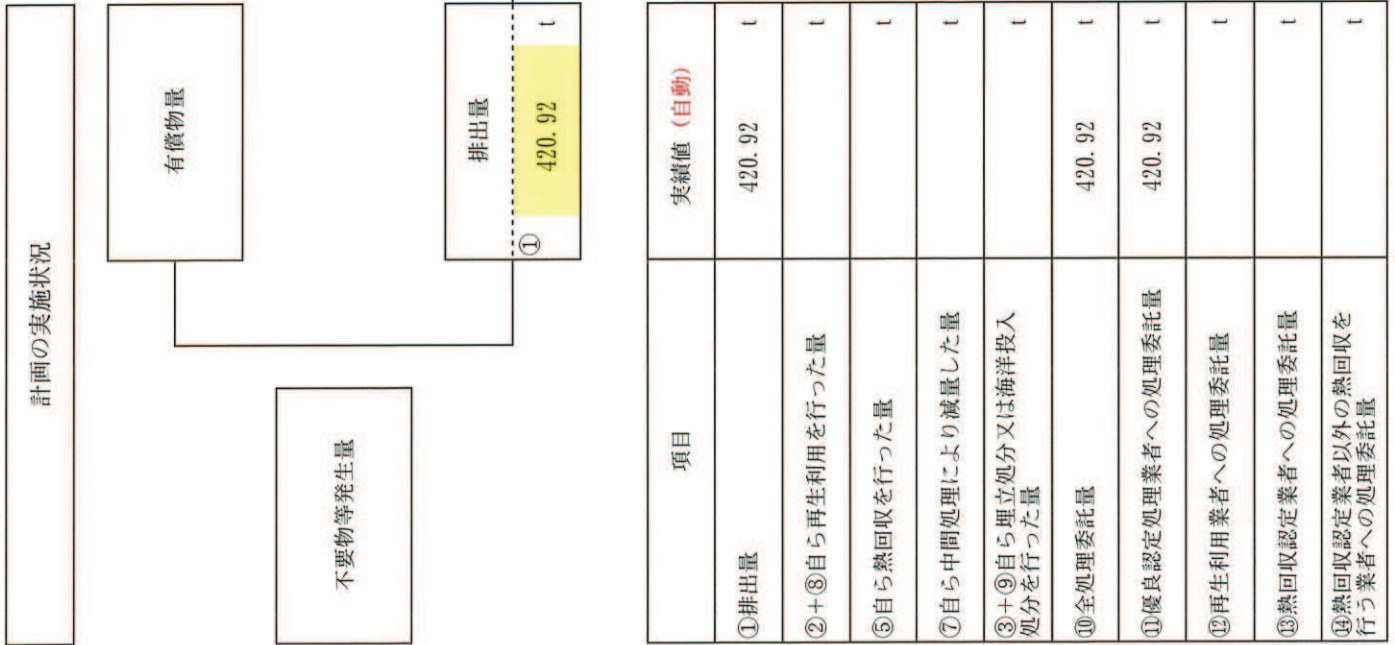 計画の実施状況
有償物量
不要物等発生量
排出量
① 420.92 t
項目 実績値（自動）
①排出量 420.92 t
②+⑧自ら再生利用を行った量 t
⑤自ら熱回収を行った量 t
⑦自ら中間処理により減量した量 t
③+⑨自ら埋立処分又は海洋投入
処分を行った量 t
⑩全処理委託量 420.92 t
⑪優良認定処理業者への処理委託量 420.92 t
⑫再生利用業者への処理委託量 t
⑬熱回収認定業者への処理委託量 t
⑭熱回収認定業者以外の熱回収を
行う業者への処理委託量 t